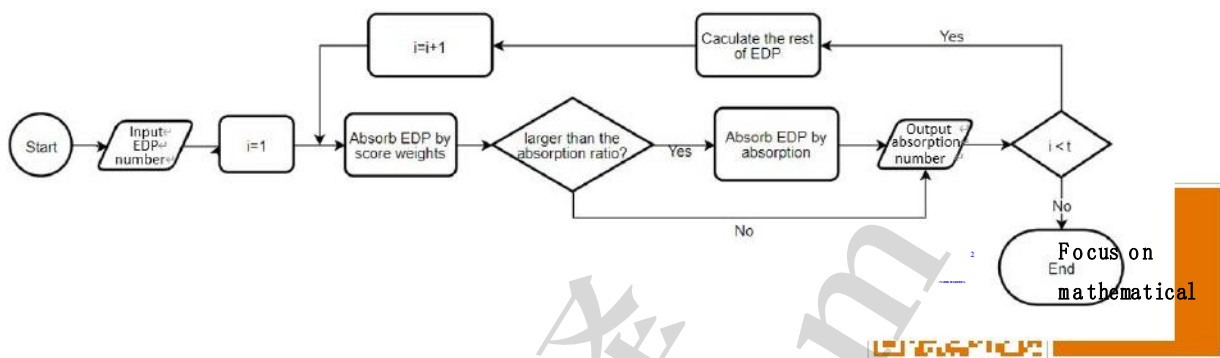 i=i+1
Caculate the rest
of EDP
Yes
Start
Input
EDP
number
i=1
Absorb EDP by
score weights
larger than the
absorption ratio?
Yes
Absorb EDP by
absorption
Output
absorption
number
i < t
No
No
2
End
Focus on
mathematical